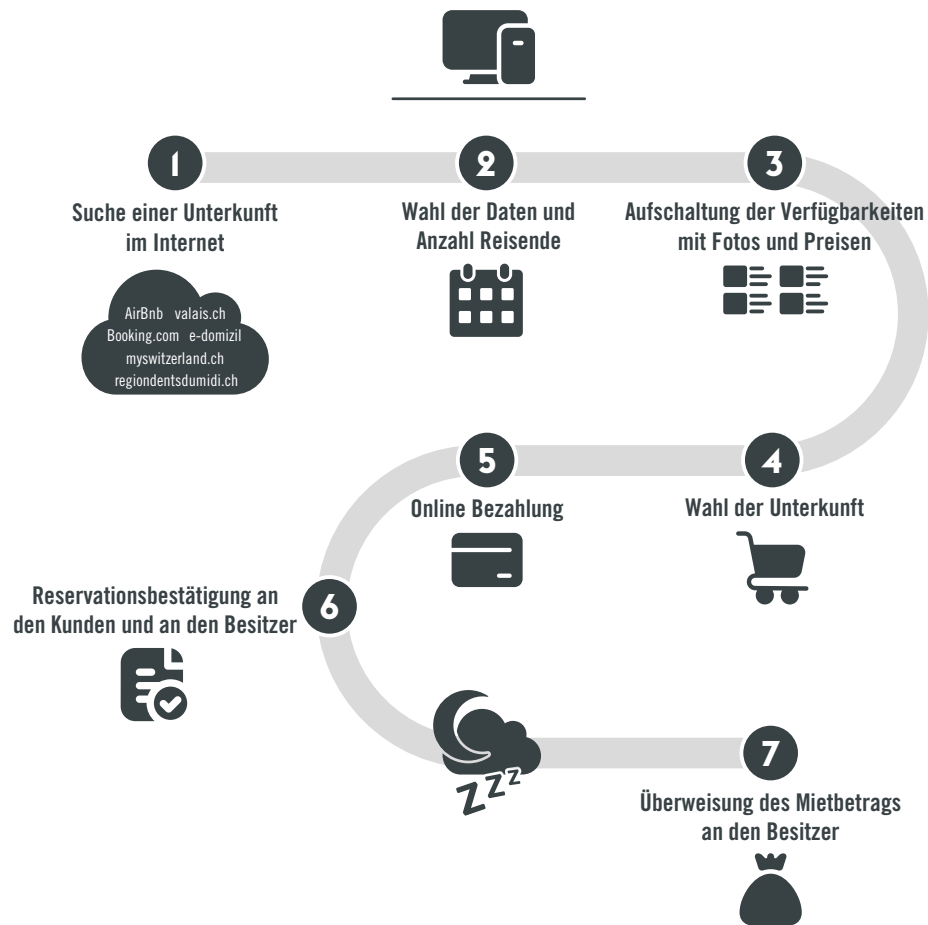 1
Suche einer Unterkunft
im Internet
AirBnb valais.ch
Booking.com e-domizil
myswitzerland.ch
regiondentsdumidi.ch
2
Wahl der Daten und
Anzahl Reisende
3
Aufschaltung der Verfügbarkeiten
mit Fotos und Preisen
4
Wahl der Unterkunft
5
Online Bezahlung
6
Reservationsbestätigung an
den Kunden und an den Besitzer
zzz
7
Überweisung des Mietbetrags
an den Besitzer